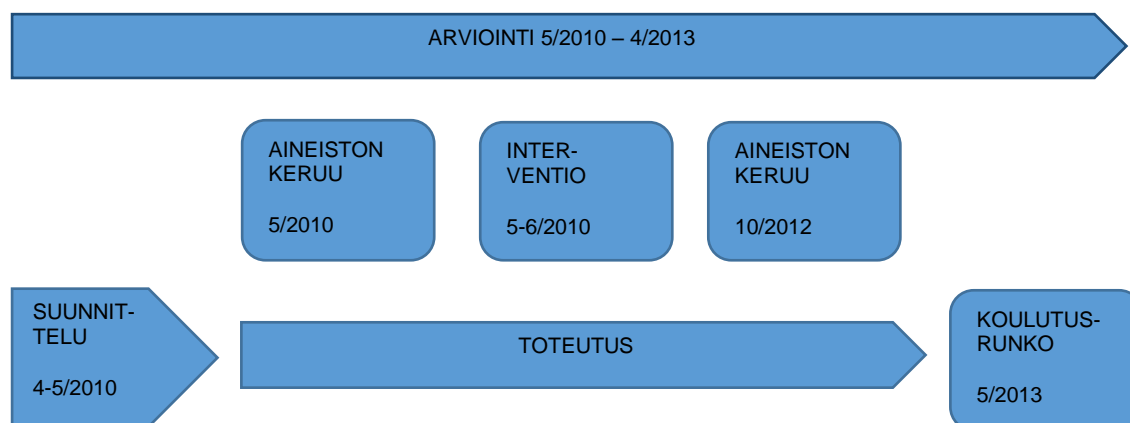 ARVIOINTI 5/2010 – 4/2013
AINEISTON
KERUU
5/2010
INTER-
VENTIO
5-6/2010
AINEISTON
KERUU
10/2012
SUUNNIT-
TELU
4-5/2010
TOTEUTUS
KOULUTUS-
RUNKO
5/2013